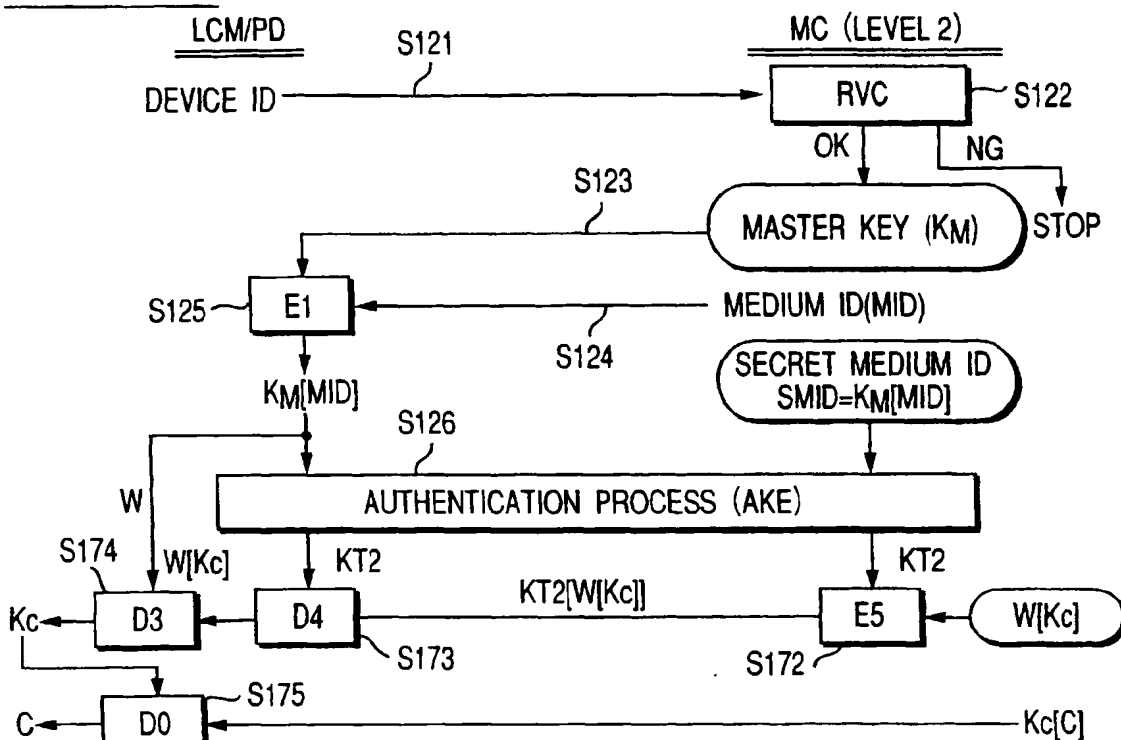 LCM/PD
MC (LEVEL 2)
S121
DEVICE ID
RVC
S122
OK
NG
S123
MASTER KEY (KM)
STOP
S125
E1
MEDIUM ID(MID)
S124
KM[MID]
SECRET MEDIUM ID
SMID=KM[MID]
S126
W
AUTHENTICATION PROCESS (AKE)
S174
W[Kc]
KT2
KT2[W[Kc]]
KT2
Kc
D3
D4
E5
W[Kc]
S173
S172
S175
C
D0
Kc[C]